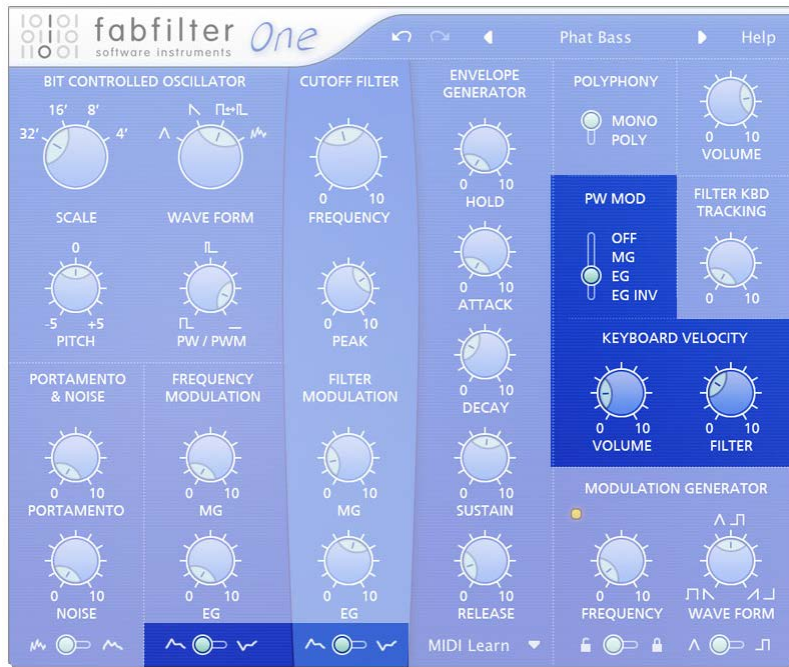 fabfilter One
software instruments
Phat Bass
Help
BIT CONTROLLED OSCILLATOR
16' 8'
32' 4'
SCALE
WAVE FORM
0
-5 +5
PITCH
PW / PWM
CUTOFF FILTER
0 10
FREQUENCY
0 10
PEAK
ENVELOPE
GENERATOR
0 10
HOLD
0 10
ATTACK
0 10
DECAY
0 10
SUSTAIN
0 10
RELEASE
POLYPHONY
MONO
POLY
0 10
VOLUME
PW MOD
OFF
MG
EG
EG INV
FILTER KBD
TRACKING
0 10
KEYBOARD VELOCITY
0 10
VOLUME
0 10
FILTER
PORTAMENTO
& NOISE
0 10
PORTAMENTO
0 10
NOISE
FREQUENCY
MODULATION
0 10
MG
0 10
EG
FILTER
MODULATION
0 10
MG
0 10
EG
MODULATION GENERATOR
0 10
FREQUENCY
WAVE FORM
MIDI Learn